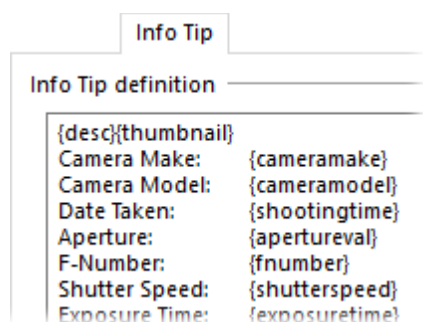 Info Tip
Info Tip definition
{desc}{thumbnail}
Camera Make: {cameramake}
Camera Model: {cameramodel}
Date Taken: {shootingtime}
Aperture: {apertureval}
F-Number: {fnumber}
Shutter Speed: {shutterspeed}
Exposure Time: {exposuretime}